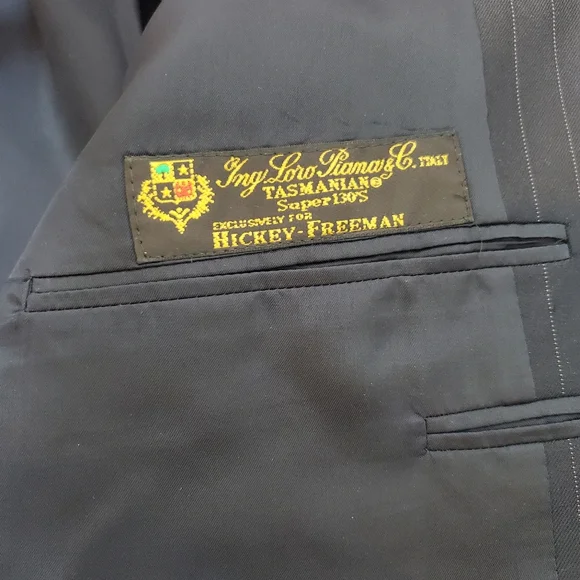 Ing. Loro Piana & C. ITALY
TASMANIAN®
Super 130'S
EXCLUSIVELY FOR
HICKEY-FREEMAN